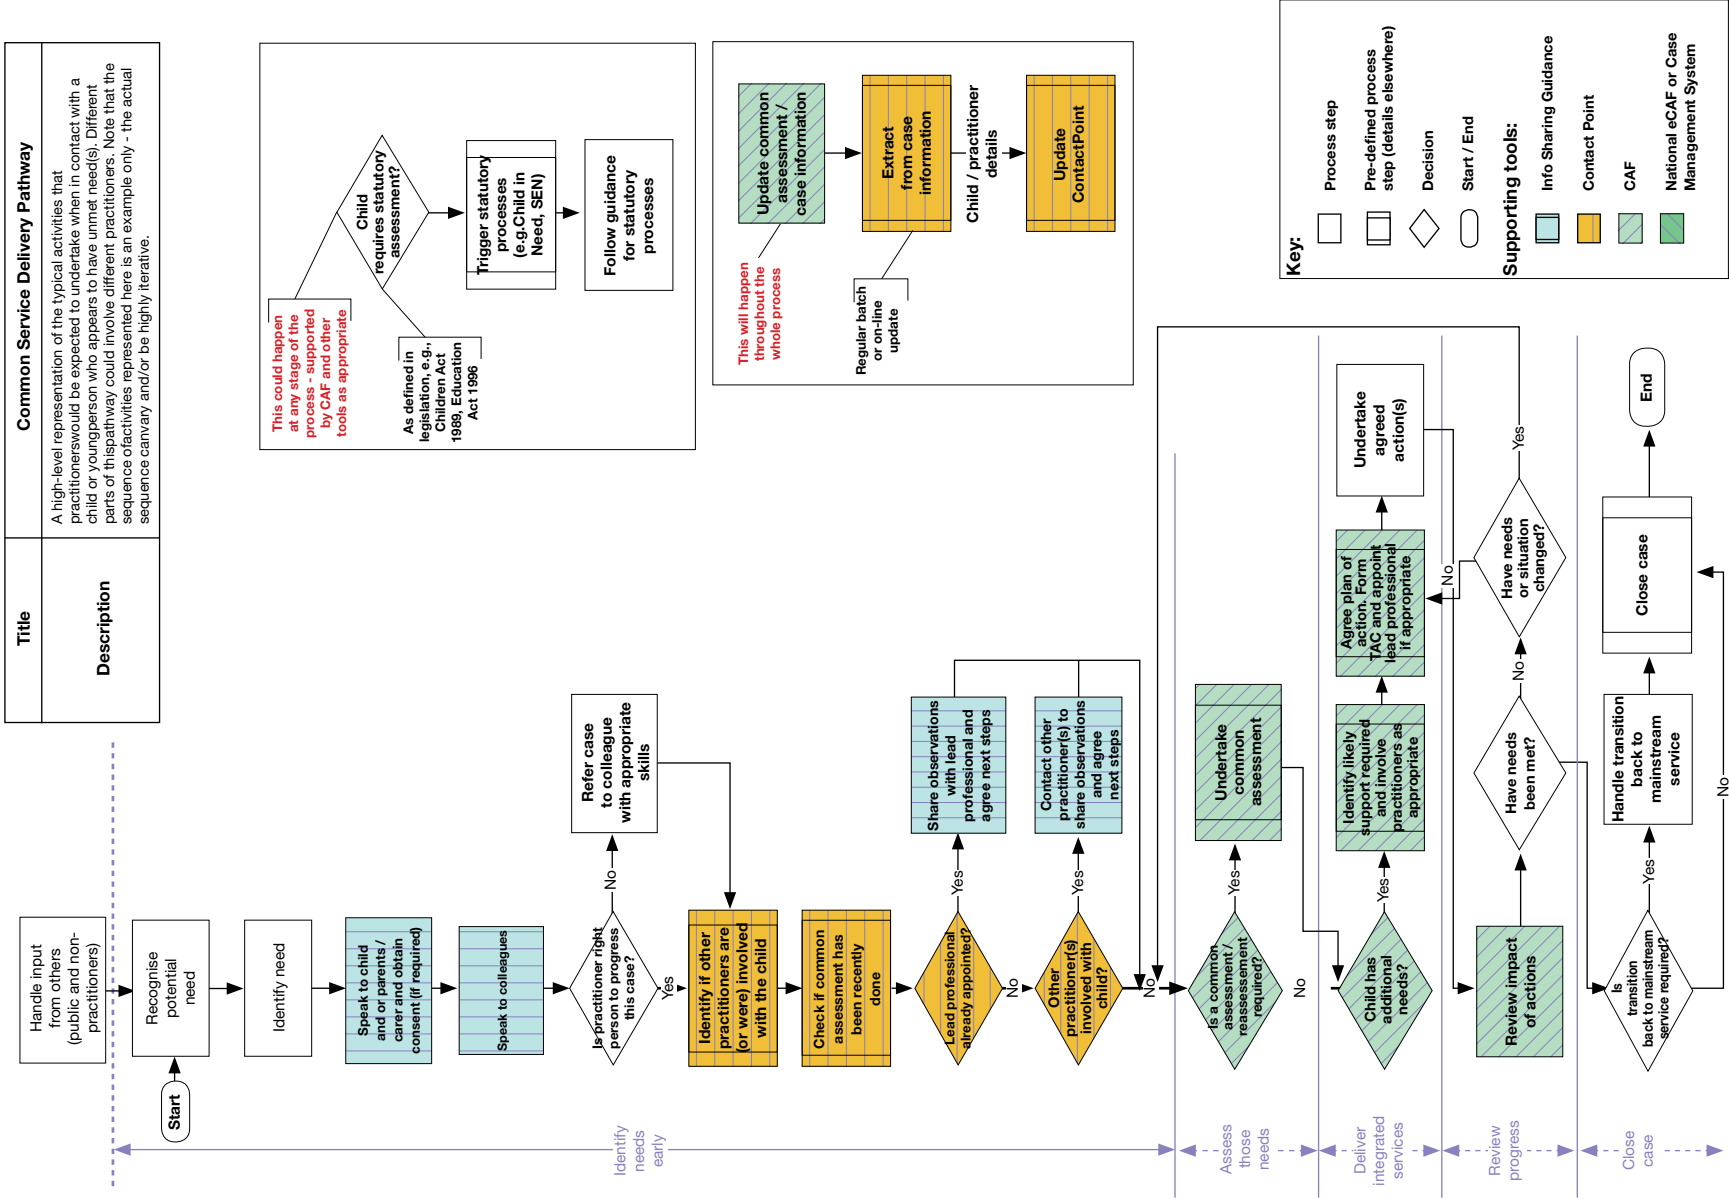 Title
Common Service Delivery Pathway
Description
A high-level representation of the typical activities that
practitionerswould be expected to undertake when in contact with a
child or youngperson who appears to have unmet need(s). Different
parts of thispathway could involve different practitioners. Note that the
sequence ofactivities represented here is an example only - the actual
sequence canvary and/or be highly iterative.
Handle input
from others
(public and non-
practitioners)
Start
Recognise
potential
need
Identify need
Speak to child
and or parents /
carer and obtain
consent (if required)
Speak to colleagues
Is practitioner right
person to progress
this case?
No
Refer case
to colleague
with appropriate
skills
Yes
Identify if other
practitioners are
(or were) involved
with the child
Check if common
assessment has
been recently
done
Lead professional
already appointed?
Yes
Share observations
with lead
professional and
agree next steps
No
Other
practitioner(s)
involved with
child?
Yes
Contact other
practitioner(s) to
share observations
and agree
next steps
No
Is a common
assessment /
reassessement
required?
Yes
Undertake
common
assessment
No
Child has
additional
needs?
Yes
Identify likely
support required
and involve
practitioners as
appropriate
Agree plan of
action. Form
TAC and appoint
lead professional
if appropriate
Undertake
agreed
action(s)
Review impact
of actions
Have needs
been met?
No
Have needs
or situation
changed?
Yes
No
Is
transition
back to mainstream
service required?
Yes
Handle transition
back to
mainstream
service
Close case
End
No
Identify
needs
early
Assess
those
needs
Deliver
integrated
services
Review
progress
Close
case
This could happen
at any stage of the
process - supported
by CAF and other
tools as appropriate
Child
requires statutory
assessment?
As defined in
legislation, e.g.,
Children Act
1989, Education
Act 1996
Trigger statutory
processes
(e.g.Child in
Need, SEN)
Follow guidance
for statutory
processes
This will happen
throughout the
whole process
Update common
assessment /
case information
Regular batch
or on-line
update
Extract
from case
information
Child / practitioner
details
Update
ContactPoint
Key:
Process step
Pre-defined process
step (details elsewhere)
Decision
Start / End
Supporting tools:
Info Sharing Guidance
Contact Point
CAF
National eCAF or Case
Management System